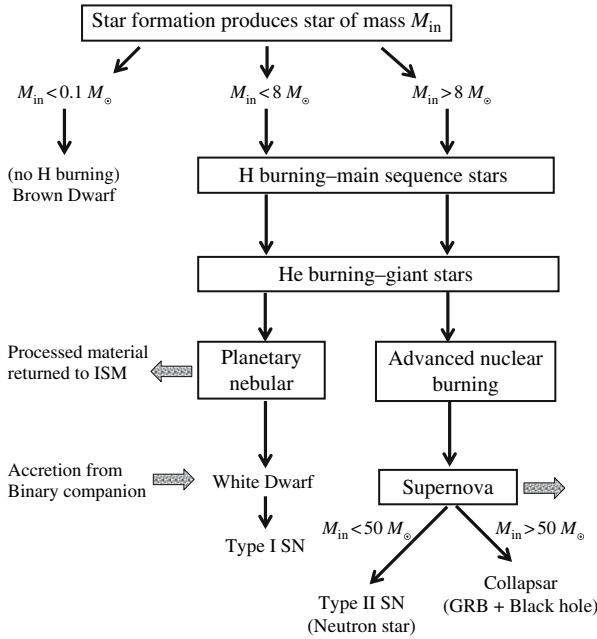 Star formation produces star of mass M_in
M_in < 0.1 M_⊙
M_in < 8 M_⊙
M_in > 8 M_⊙
(no H burning)
Brown Dwarf
H burning–main sequence stars
He burning–giant stars
Processed material
returned to ISM
Planetary
nebular
Advanced nuclear
burning
Accretion from
Binary companion
White Dwarf
Supernova
Type I SN
M_in < 50 M_⊙
M_in > 50 M_⊙
Type II SN
(Neutron star)
Collapsar
(GRB + Black hole)